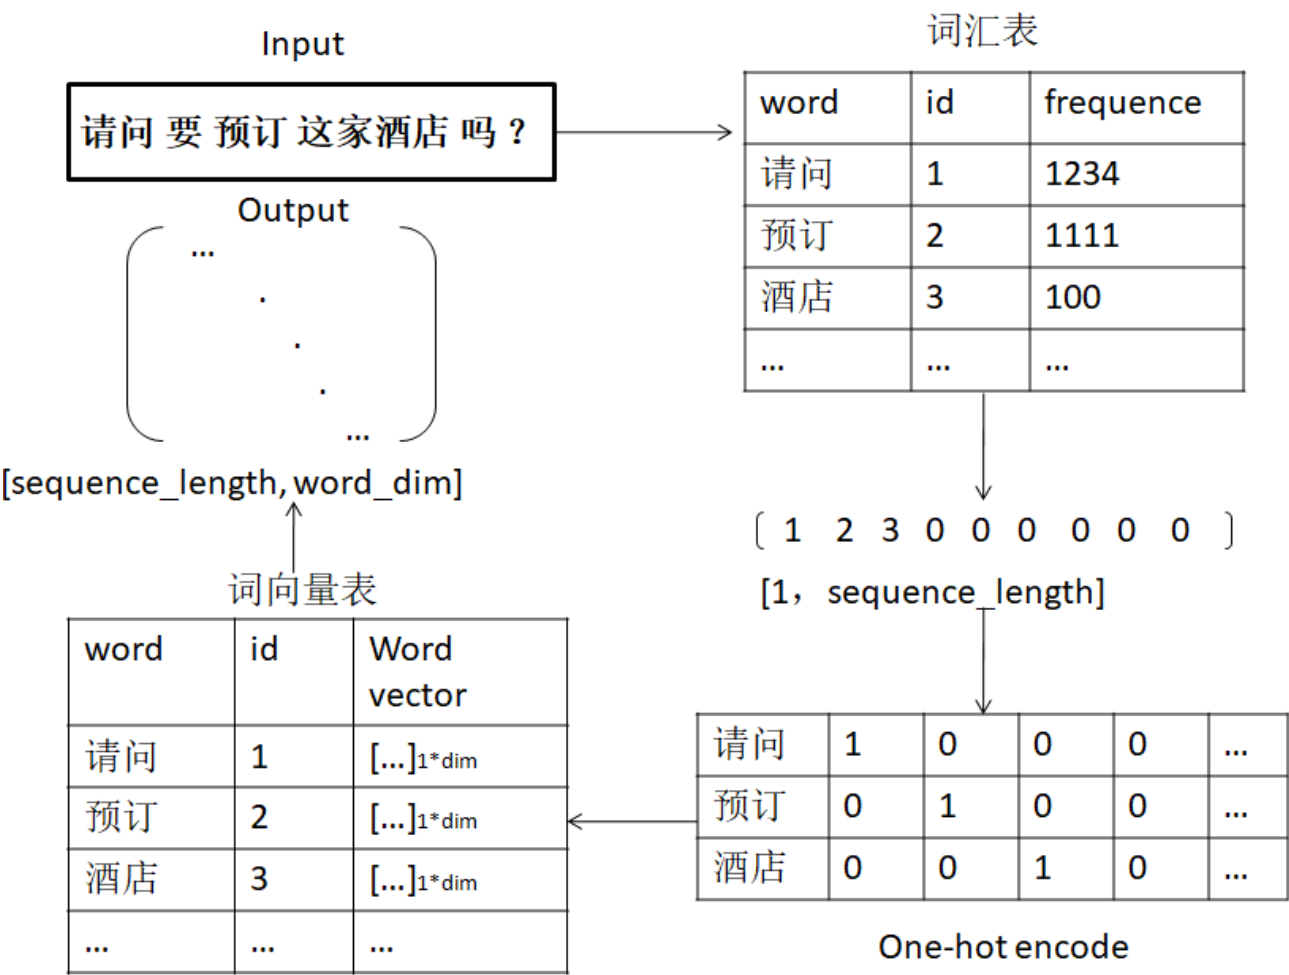 Input
请问 要 预订 这家酒店 吗 ？
Output
...
.
.
.
...
[sequence_length, word_dim]
词汇表
word id frequence
请问 1 1234
预订 2 1111
酒店 3 100
... ... ...
[ 1 2 3 0 0 0 0 0 0 ]
[1， sequence_length]
请问 1 0 0 0 ...
预订 0 1 0 0 ...
酒店 0 0 1 0 ...
One-hot encode
词向量表
word id Word
vector
请问 1 [...]1*dim
预订 2 [...]1*dim
酒店 3 [...]1*dim
... ... ...